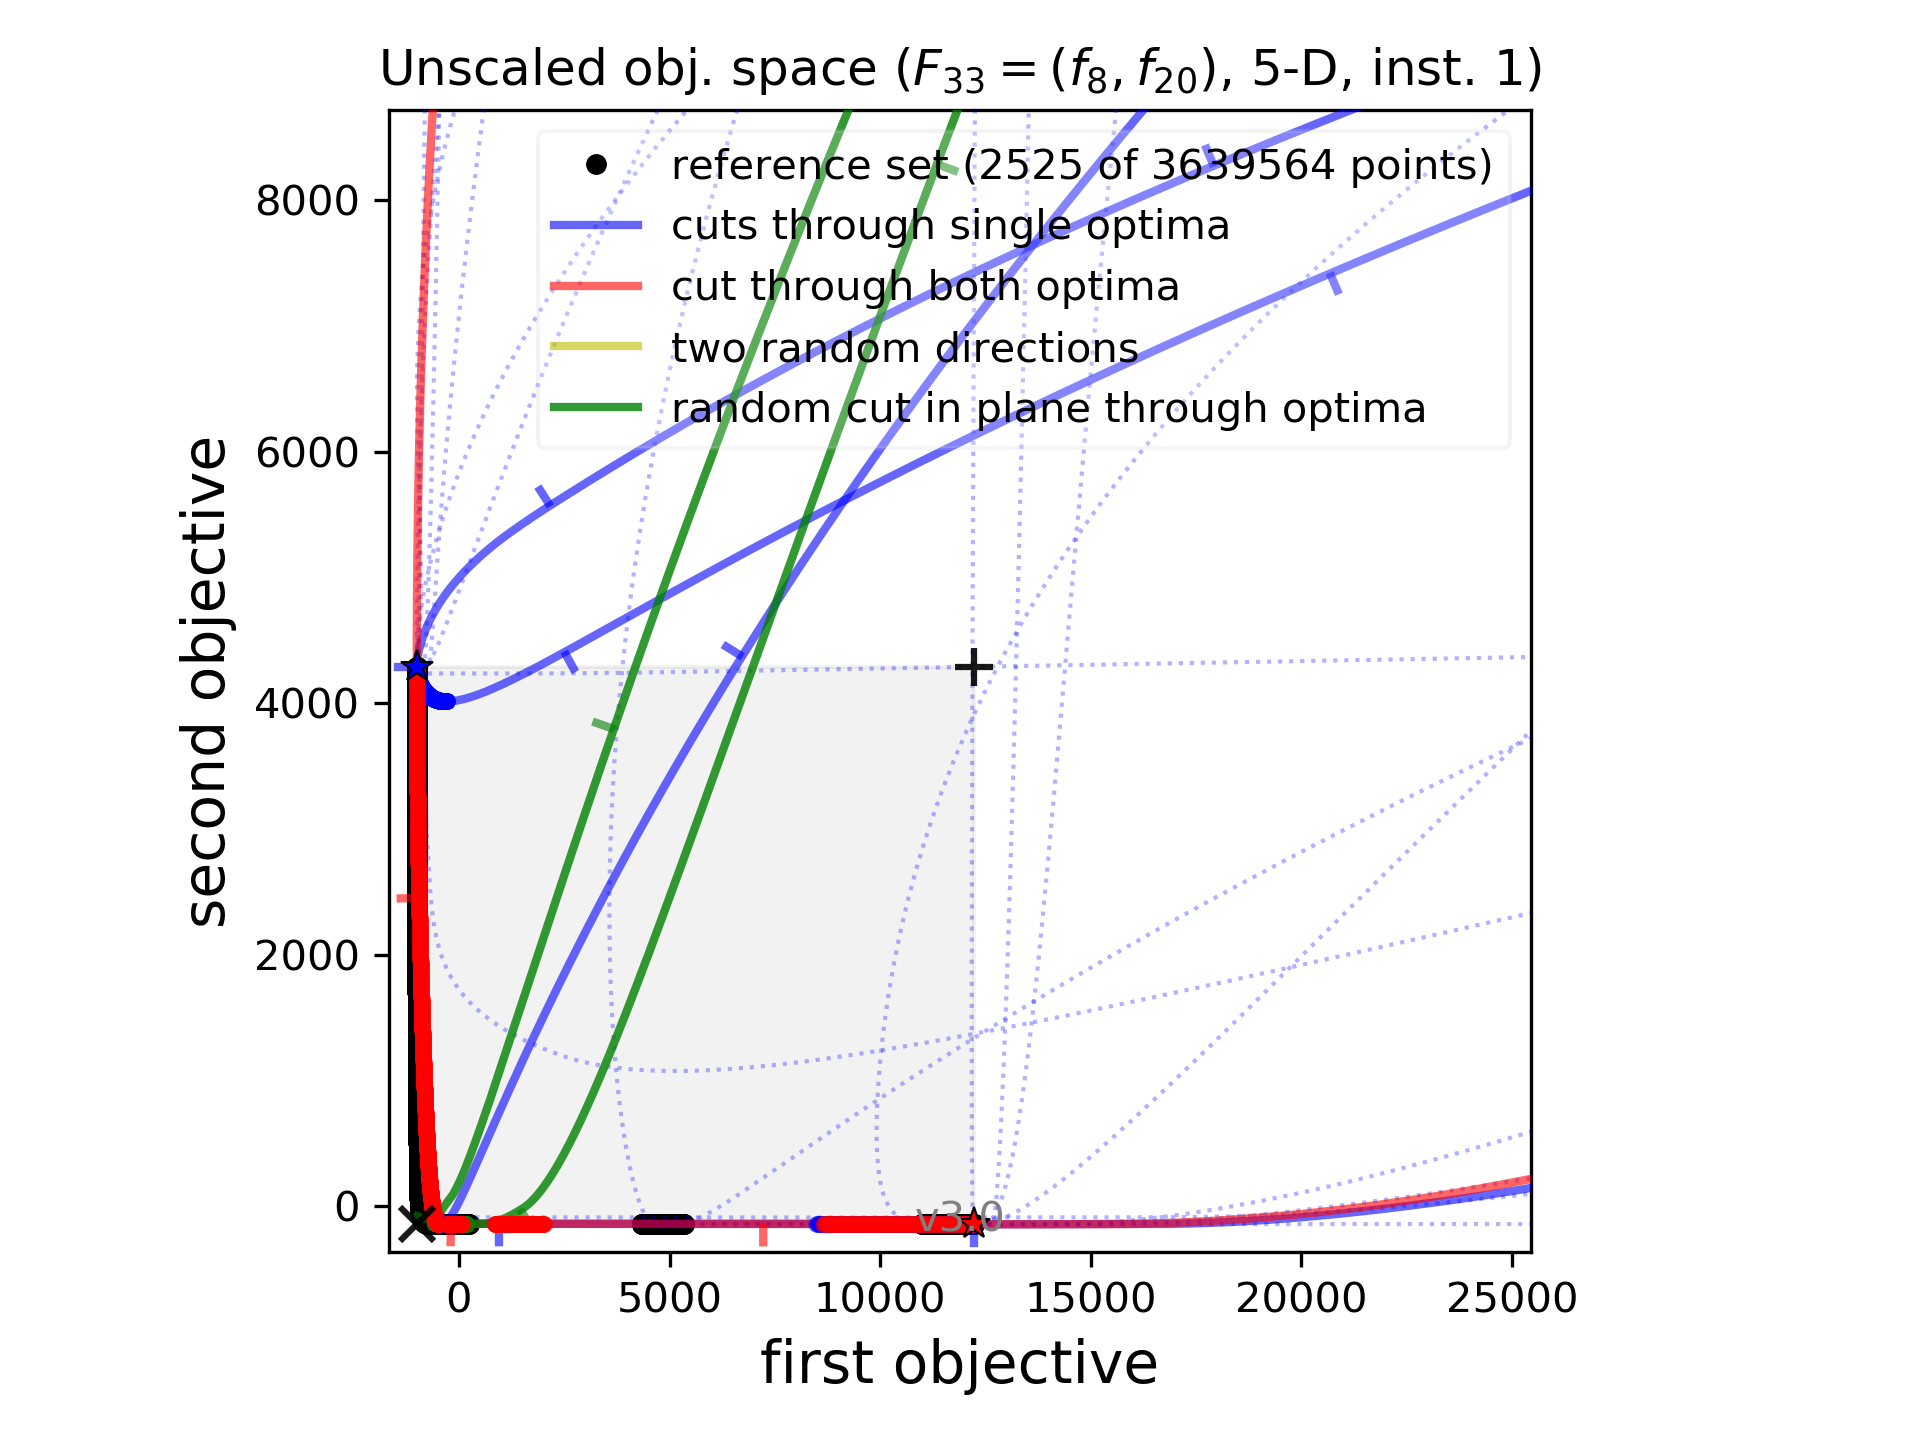 Unscaled obj. space (F₃₃ = (f₈, f₂₀), 5-D, inst. 1)
reference set (2525 of 3639564 points)
cuts through single optima
cut through both optima
two random directions
random cut in plane through optima
8000
6000
4000
2000
0
second objective
v3.0
0 5000 10000 15000 20000 25000
first objective